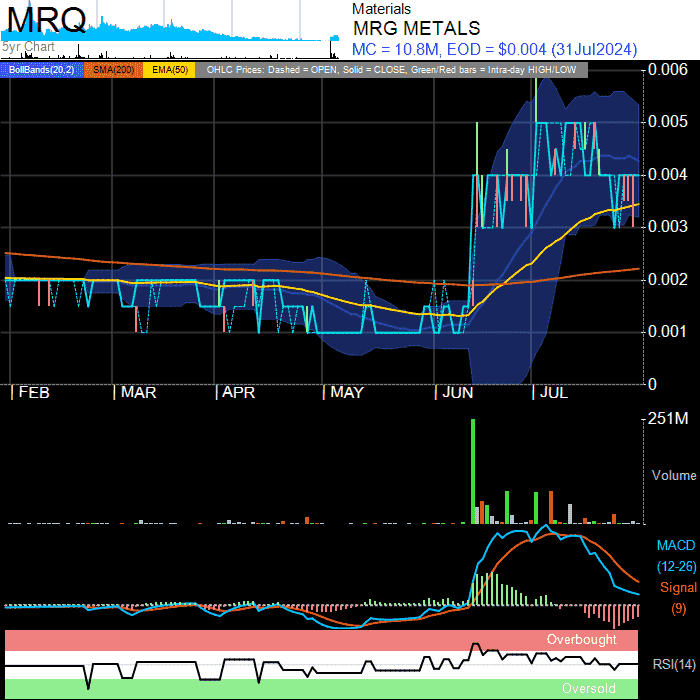 MRQ
5yr Chart
Materials
MRG METALS
MC = 10.8M, EOD = $0.004 (31Jul2024)
BollBands(20,2) SMA(200) EMA(50) OHLC Prices: Dashed = OPEN, Solid = CLOSE, Green/Red bars = Intra-day HIGH/LOW
0.006
0.005
0.004
0.003
0.002
0.001
0
FEB MAR APR MAY JUN JUL
251M
Volume
MACD
(12-26)
Signal
(9)
Overbought
RSI(14)
Oversold